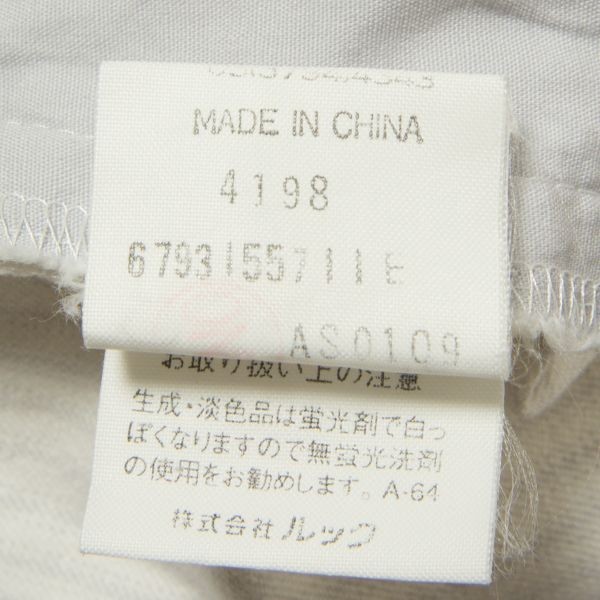 MADE IN CHINA
4198
679315571 1E
AS0109
お取り扱い上の注意
生成・淡色品は蛍光剤で白っ
ぽくなりますので無蛍光洗剤
の使用をお勧めします。A-64
株式会社 ルック